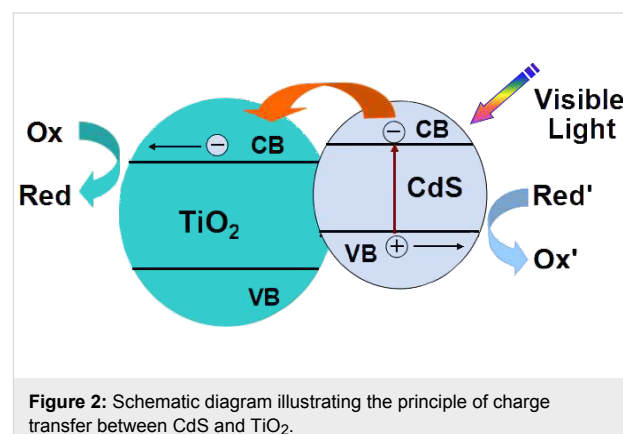 Visible
Light
CB
CB
Ox
Red
TiO₂
CdS
Red'
VB
Ox'
VB
Figure 2: Schematic diagram illustrating the principle of charge
transfer between CdS and TiO₂.